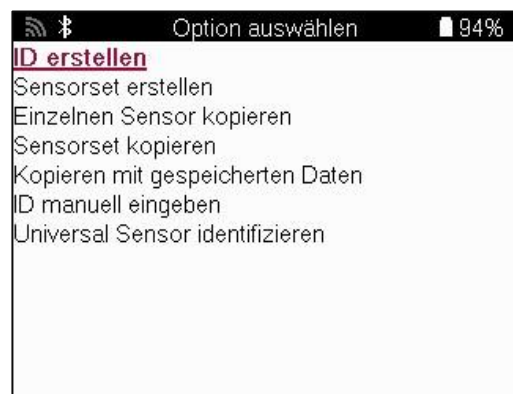 Option auswählen 94%
ID erstellen
Sensorset erstellen
Einzelnen Sensor kopieren
Sensorset kopieren
Kopieren mit gespeicherten Daten
ID manuell eingeben
Universal Sensor identifizieren